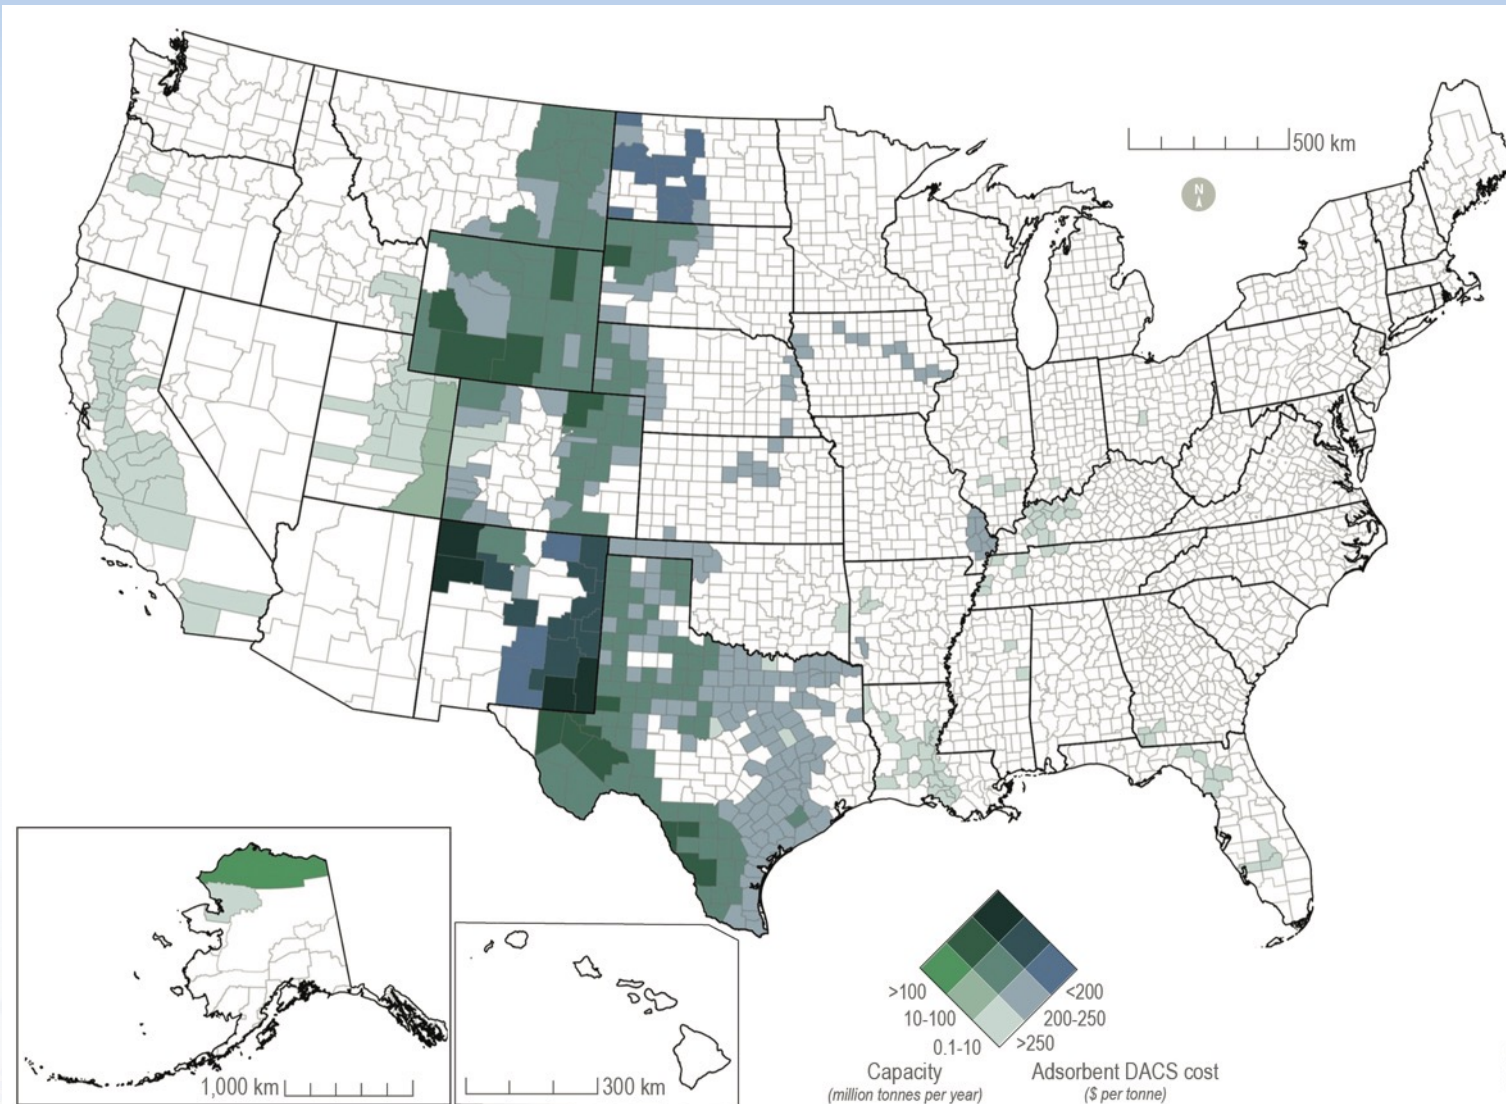 500 km
N
>100
<200
10-100
200-250
0.1-10
>250
Capacity
(million tonnes per year)
Adsorbent DACS cost
($ per tonne)
1,000 km
300 km